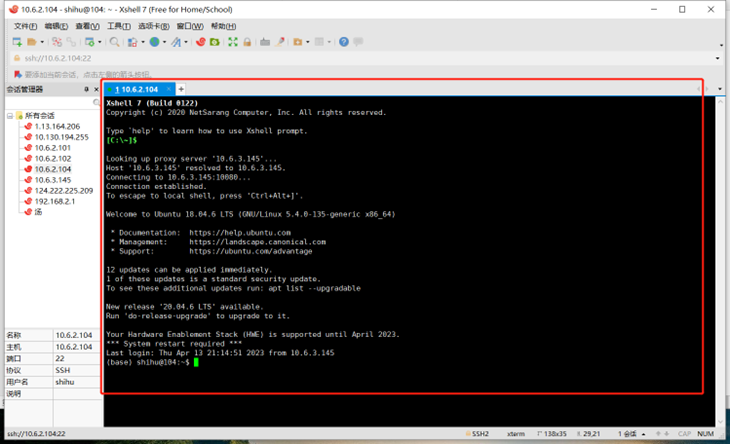 10.6.2.104 - shihu@104: ~ - Xshell 7 (Free for Home/School)
文件(F) 编辑(E) 查看(V) 工具(T) 选项卡(B) 窗口(W) 帮助(H)
ssh://10.6.2.104:22
要添加当前会话，点击左侧的箭头按钮。
会话管理器
1 10.6.2.104
所有会话
1.13.164.206
10.130.194.255
10.6.2.101
10.6.2.102
10.6.2.104
10.6.3.145
124.222.225.209
192.168.2.1
场
Xshell 7 (Build 0122)
Copyright (c) 2020 NetSarang Computer, Inc. All rights reserved.
Type `help' to learn how to use Xshell prompt.
[C:\~]$
Looking up proxy server '10.6.3.145'...
Host '10.6.3.145' resolved to 10.6.3.145.
Connecting to 10.6.3.145:10080...
Connection established.
To escape to local shell, press 'Ctrl+Alt+]'.
Welcome to Ubuntu 18.04.6 LTS (GNU/Linux 5.4.0-135-generic x86_64)
* Documentation: https://help.ubuntu.com
* Management: https://landscape.canonical.com
* Support: https://ubuntu.com/advantage
12 updates can be applied immediately.
1 of these updates is a standard security update.
To see these additional updates run: apt list --upgradable
New release '20.04.6 LTS' available.
Run 'do-release-upgrade' to upgrade to it.
Your Hardware Enablement Stack (HWE) is supported until April 2023.
*** System restart required ***
Last login: Thu Apr 13 21:14:51 2023 from 10.6.3.145
(base) shihu@104:~$
名称 10.6.2.104
主机 10.6.2.104
端口 22
协议 SSH
用户名 shihu
说明
ssh://10.6.2.104:22
SSH2 xterm 138x35 29,21 1 会话 CAP NUM